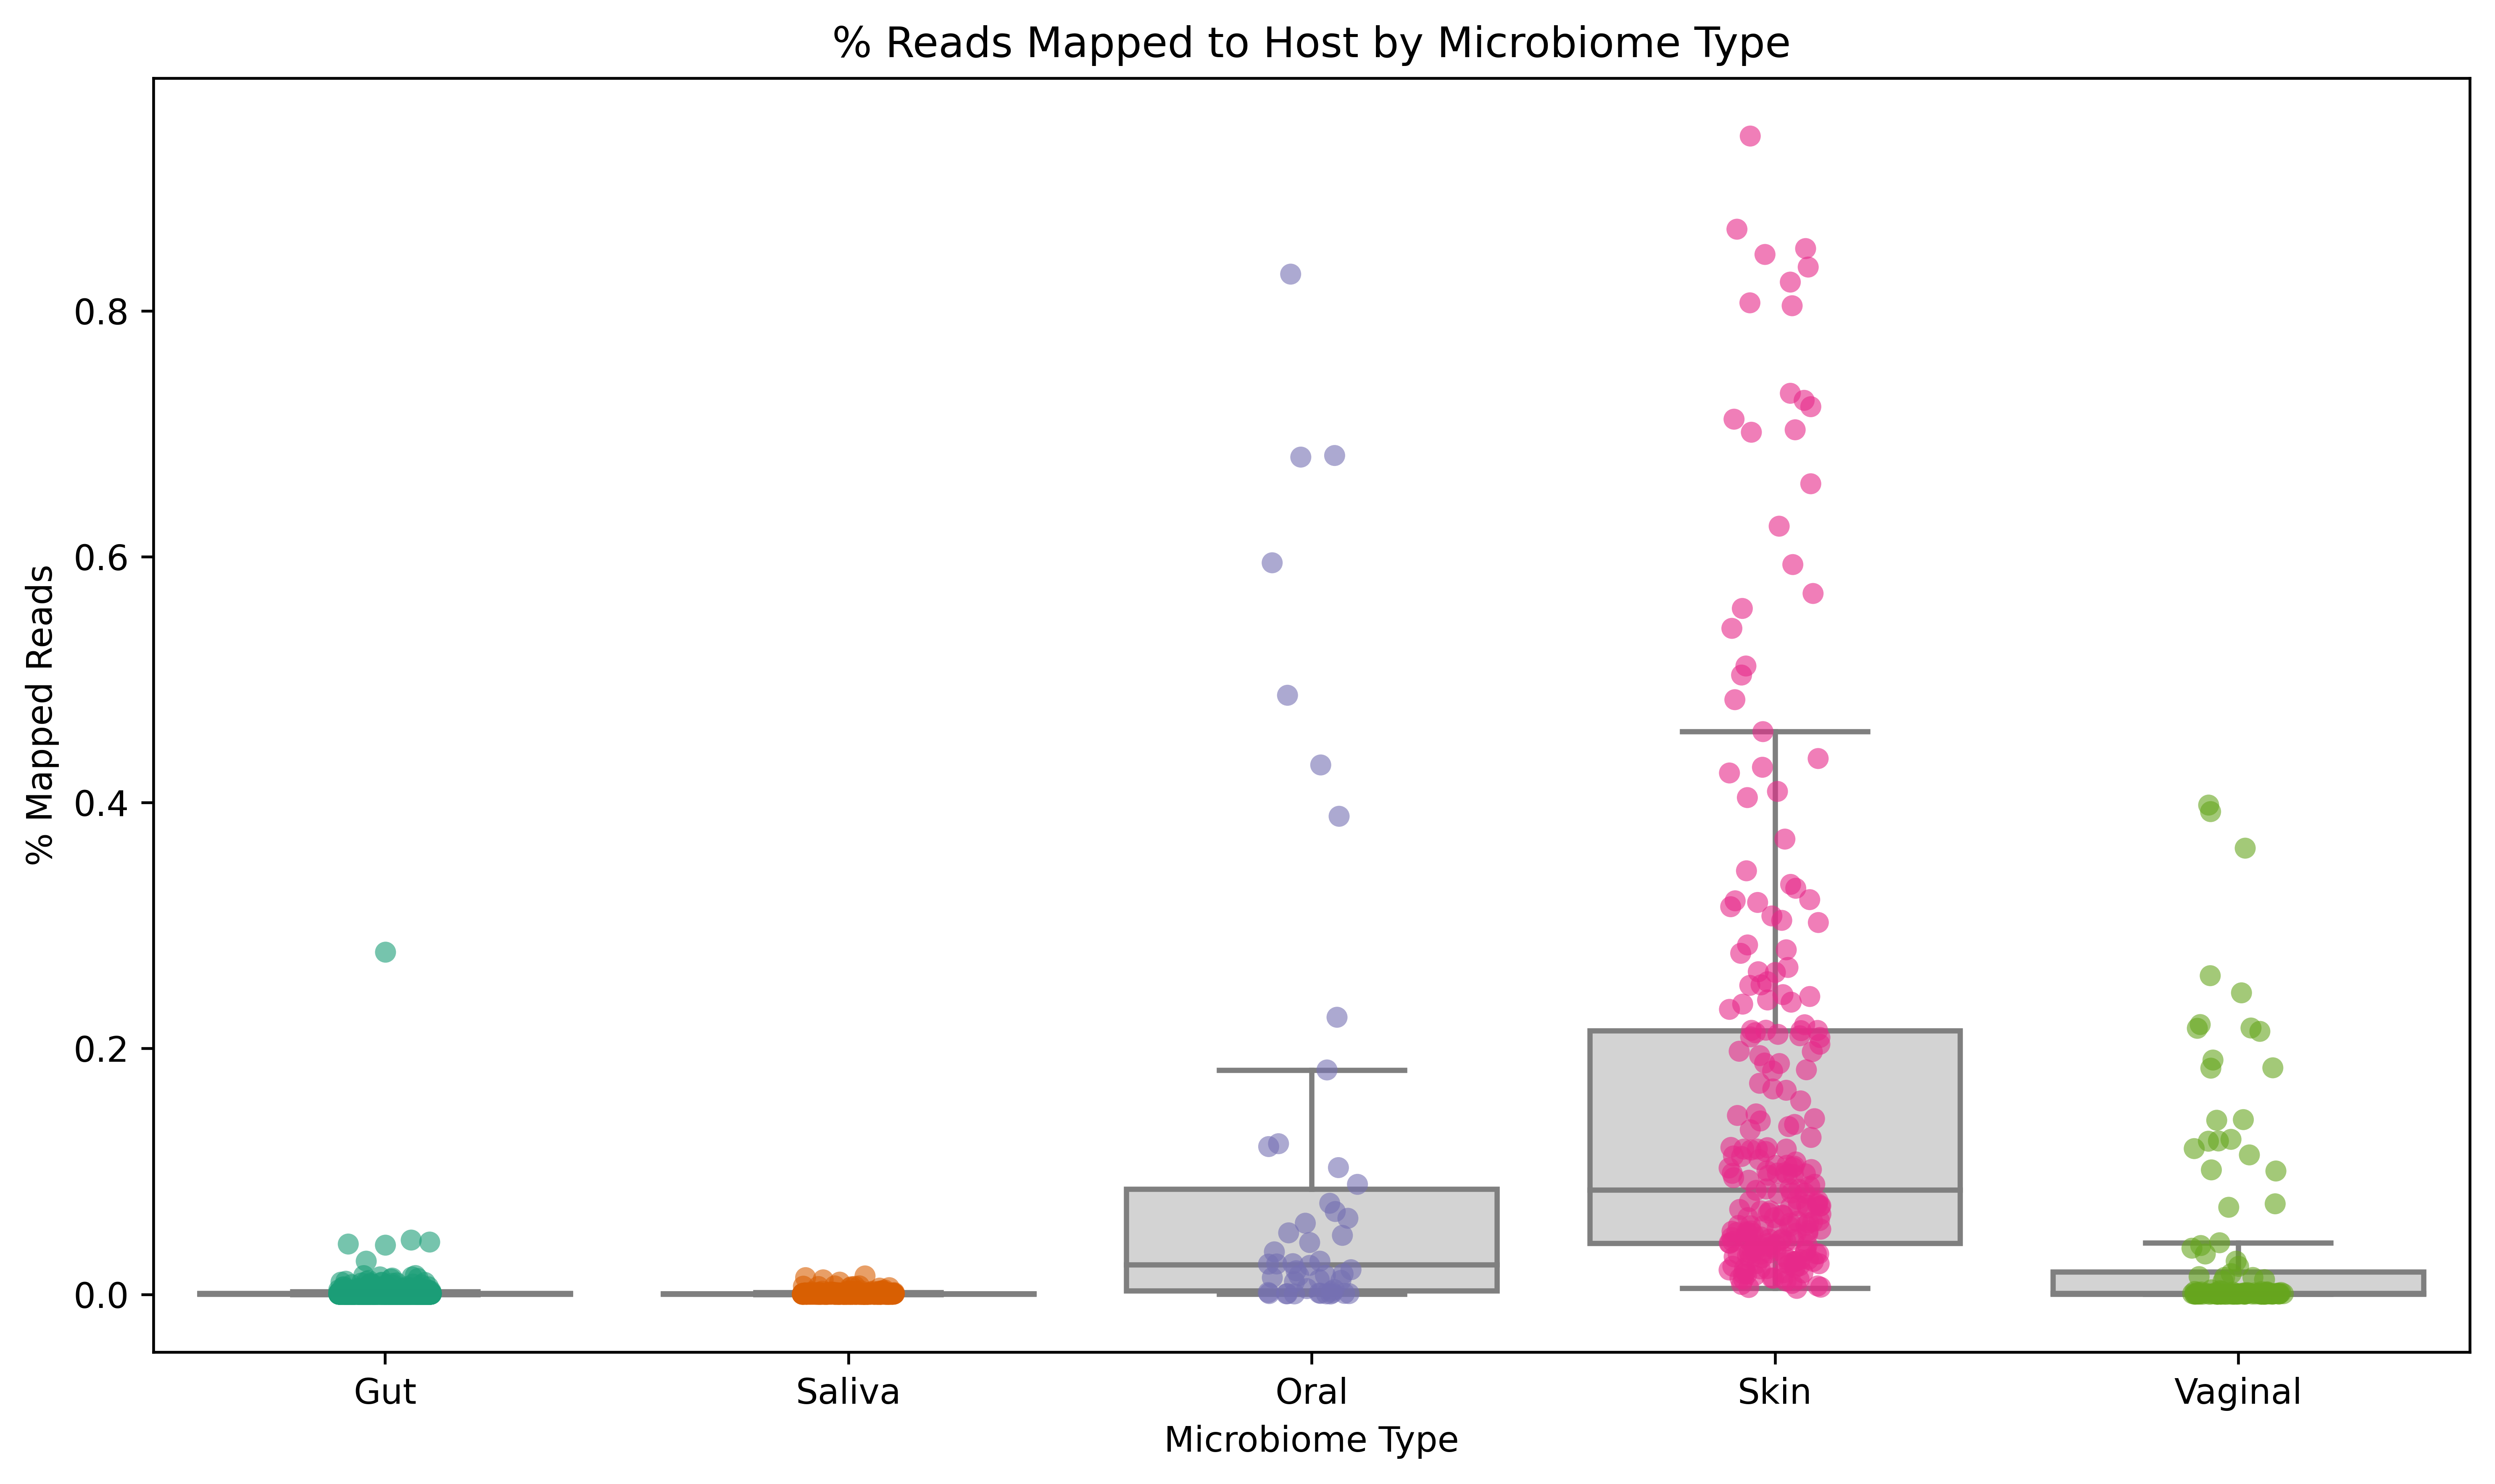 % Reads Mapped to Host by Microbiome Type
% Mapped Reads
0.8
0.6
0.4
0.2
0.0
Gut Saliva Oral Skin Vaginal
Microbiome Type